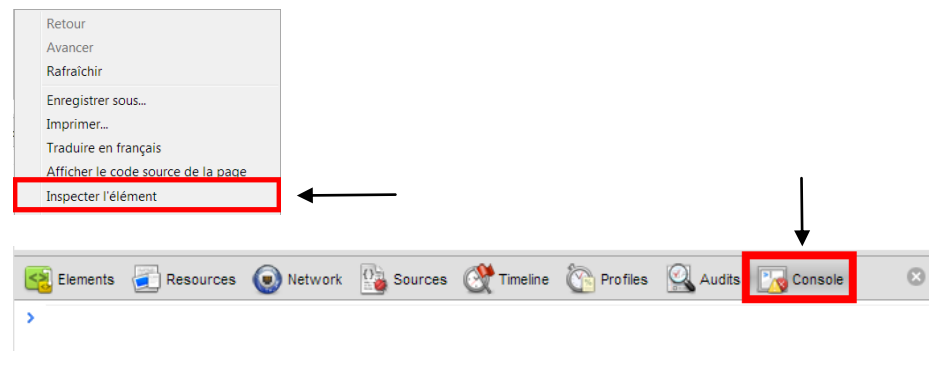 Retour
Avancer
Rafraîchir
Enregistrer sous...
Imprimer...
Traduire en français
Afficher le code source de la page
Inspecter l'élément
Elements Resources Network Sources Timeline Profiles Audits Console